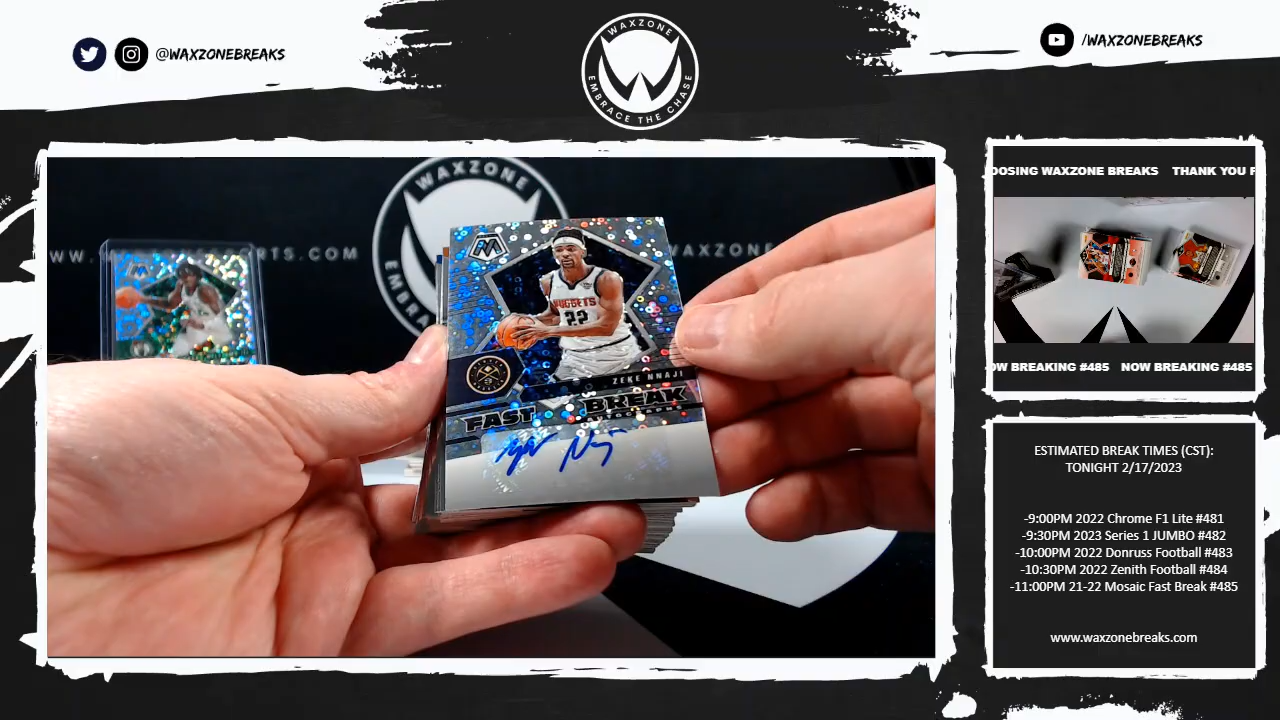 @WAXZONEBREAKS
WAXZONE
EMBRACE THE CHASE
/WAXZONEBREAKS
OOSING WAXZONE BREAKS THANK YOU F
WAXZONE
WAXZONE
NUGGETS
22
ZEKE NNAJI
FAST BREAK
OW BREAKING #485 NOW BREAKING #485
ESTIMATED BREAK TIMES (CST):
TONIGHT 2/17/2023
-9:00PM 2022 Chrome F1 Lite #481
-9:30PM 2023 Series 1 JUMBO #482
-10:00PM 2022 Donruss Football #483
-10:30PM 2022 Zenith Football #484
-11:00PM 21-22 Mosaic Fast Break #485
www.waxzonebreaks.com